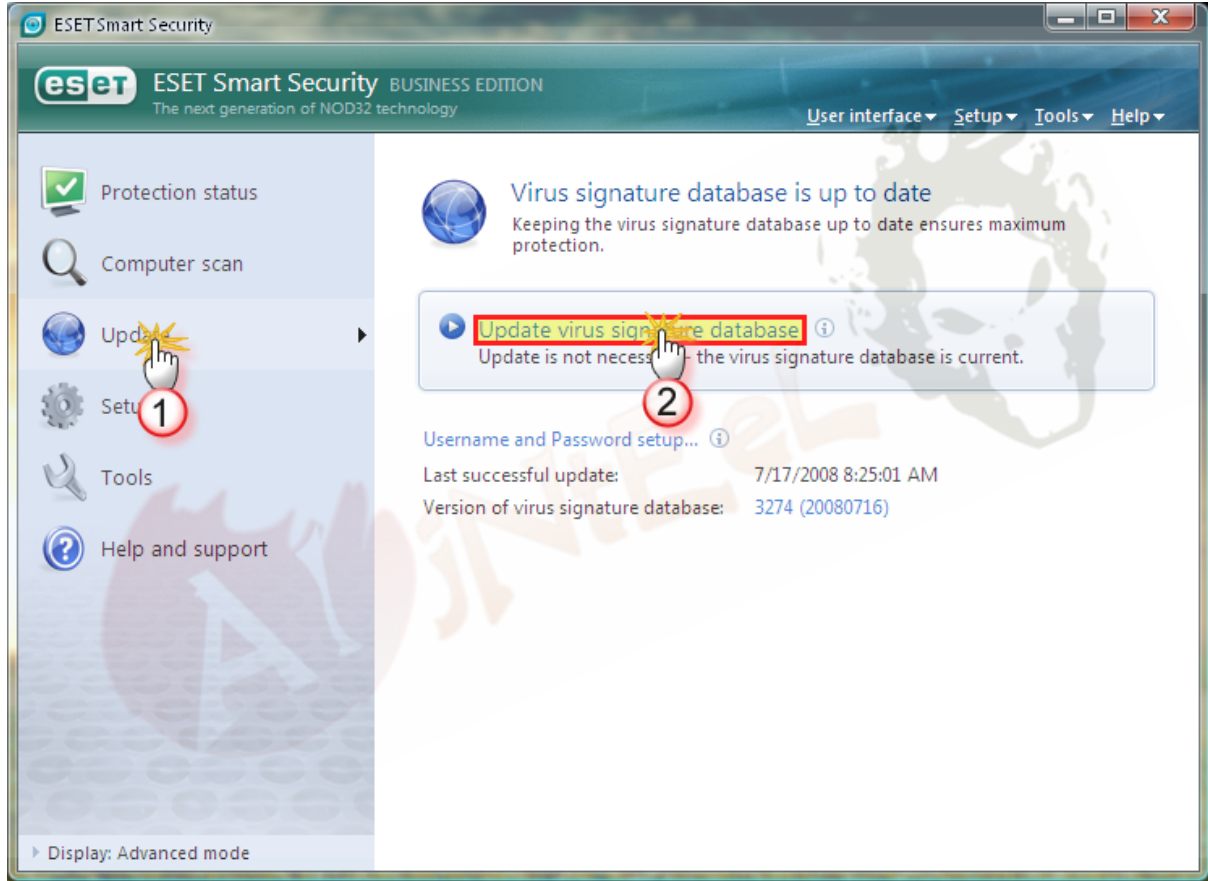 ESET Smart Security
eset ESET Smart Security BUSINESS EDITION
The next generation of NOD32 technology
User interface Setup Tools Help
Protection status
Computer scan
Update
Setup
Tools
Help and support
Display: Advanced mode
Virus signature database is up to date
Keeping the virus signature database up to date ensures maximum
protection.
Update virus signature database
Update is not necessary - the virus signature database is current.
1
2
Username and Password setup...
Last successful update: 7/17/2008 8:25:01 AM
Version of virus signature database: 3274 (20080716)